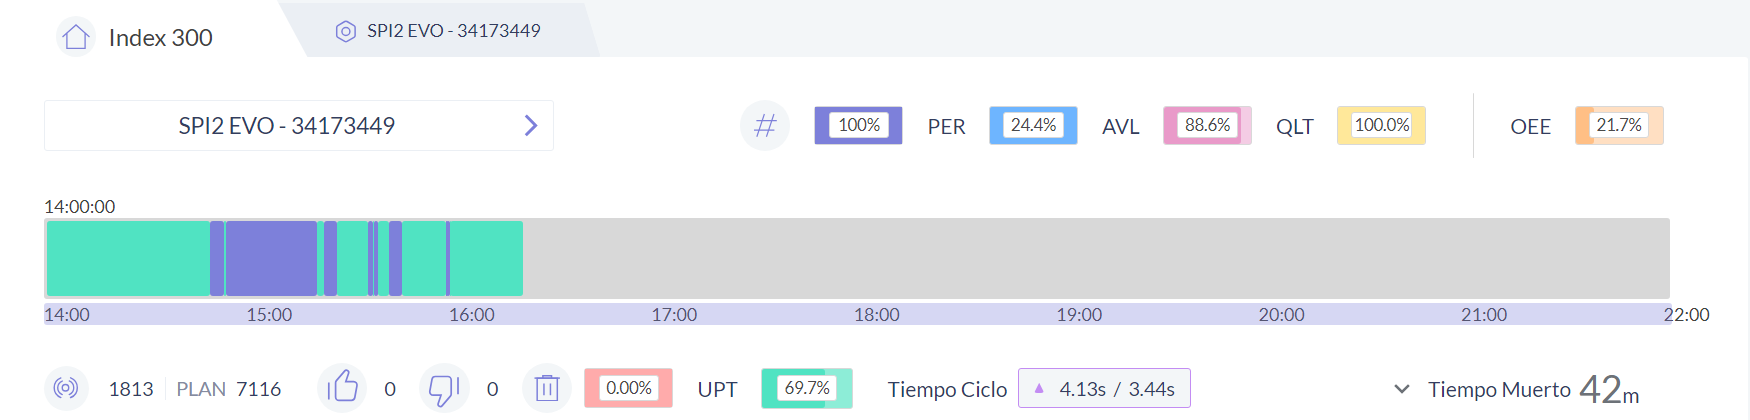 Index 300
SPI2 EVO - 34173449
SPI2 EVO - 34173449
# 100% PER 24.4% AVL 88.6% QLT 100.0% OEE 21.7%
14:00:00
14:00 15:00 16:00 17:00 18:00 19:00 20:00 21:00 22:00
1813 PLAN 7116 0 0 0.00% UPT 69.7% Tiempo Ciclo 4.13s / 3.44s Tiempo Muerto 42m